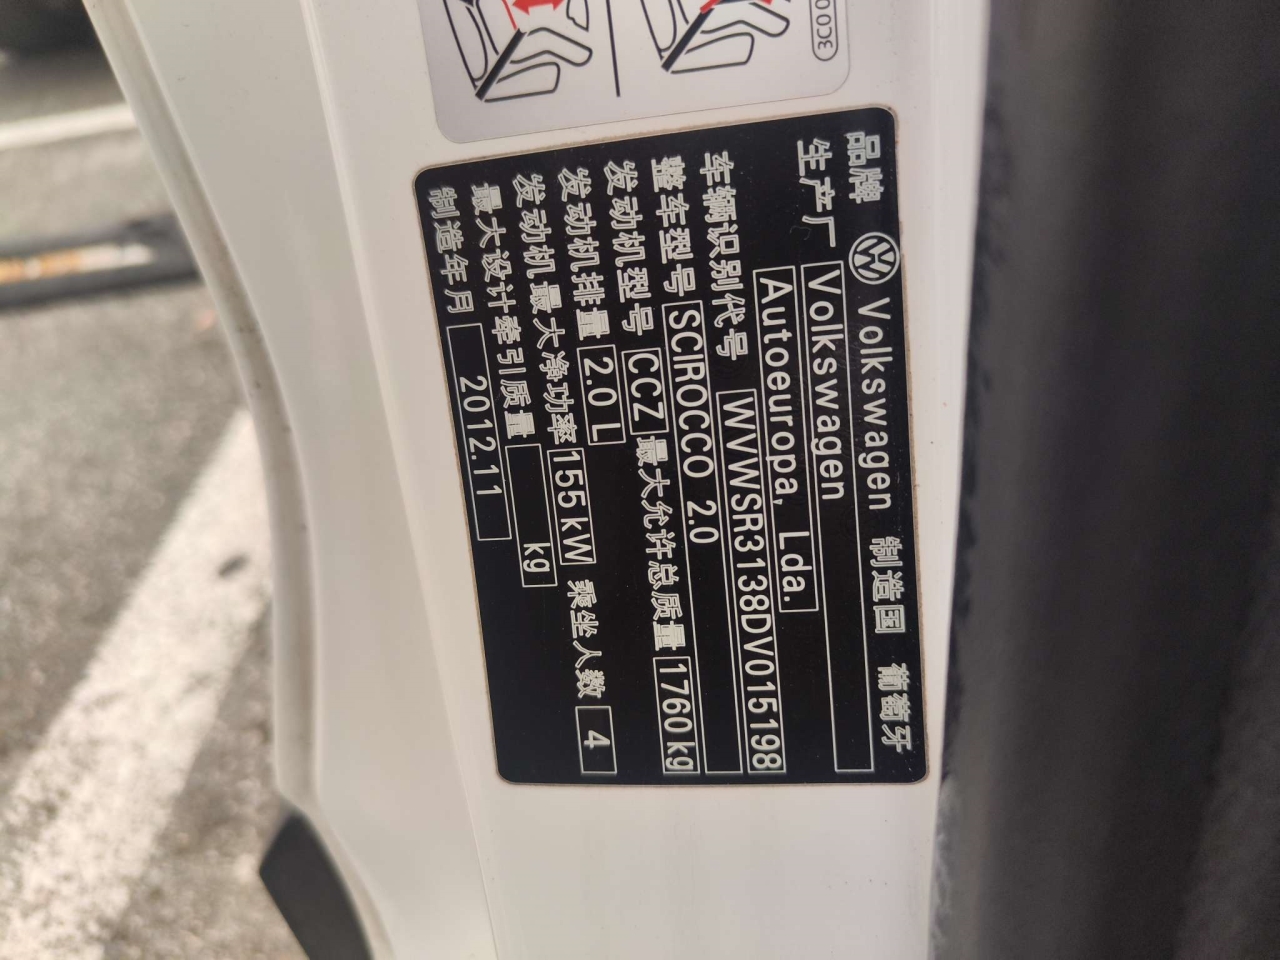 品牌 Volkswagen 制造国 葡萄牙
生产厂 Volkswagen
Autoeuropa, Lda.
车辆识别代号 WVWSR3138DV015198
整车型号 SCIROCCO 2.0
发动机型号 CCZ 最大允许总质量 1760 kg
发动机排量 2.0 L
发动机最大净功率 155 kW 乘坐人数 4
最大设计牵引质量 kg
制造年月 2012.11